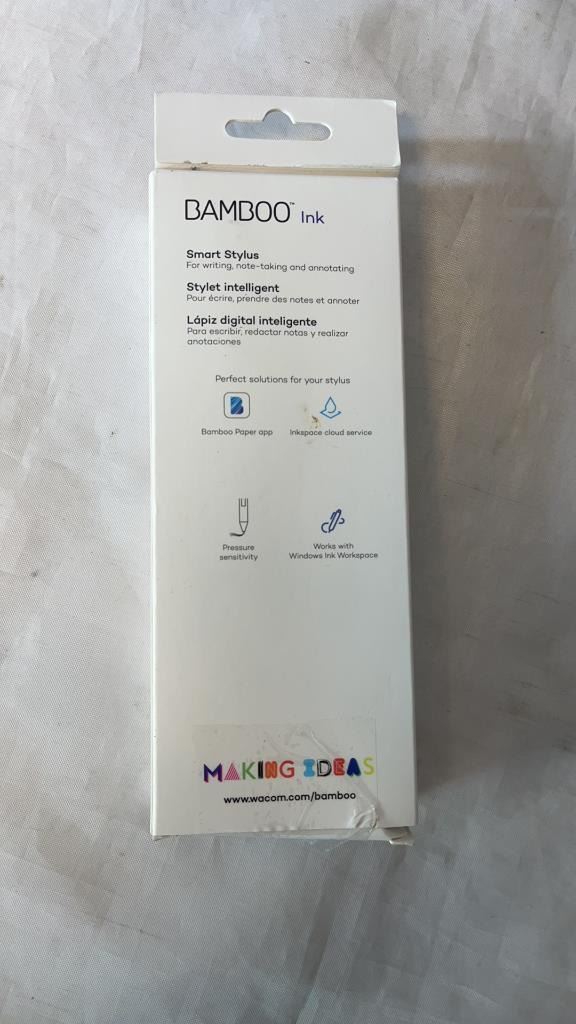 BAMBOO™ Ink
Smart Stylus
For writing, note-taking and annotating
Stylet intelligent
Pour écrire, prendre des notes et annoter
Lápiz digital inteligente
Para escribir, redactar notas y realizar
anotaciones
Perfect solutions for your stylus
Bamboo Paper app
Inkspace cloud service
Pressure
sensitivity
Works with
Windows Ink Workspace
MAKING IDEAS
www.wacom.com/bamboo